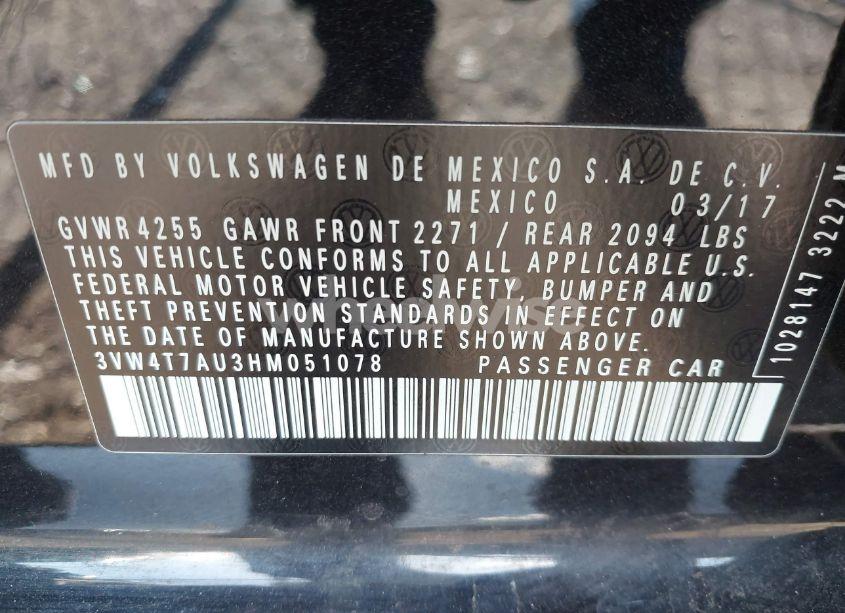 MFD BY VOLKSWAGEN DE MEXICO S.A. DE C.V.
MEXICO 03/17
GVWR4255 GAWR FRONT 2271 / REAR 2094 LBS
THIS VEHICLE CONFORMS TO ALL APPLICABLE U.S.
FEDERAL MOTOR VEHICLE SAFETY, BUMPER AND
THEFT PREVENTION STANDARDS IN EFFECT ON
THE DATE OF MANUFACTURE SHOWN ABOVE.
3VW4T7AU3HM051078 PASSENGER CAR
1028147 3222 M